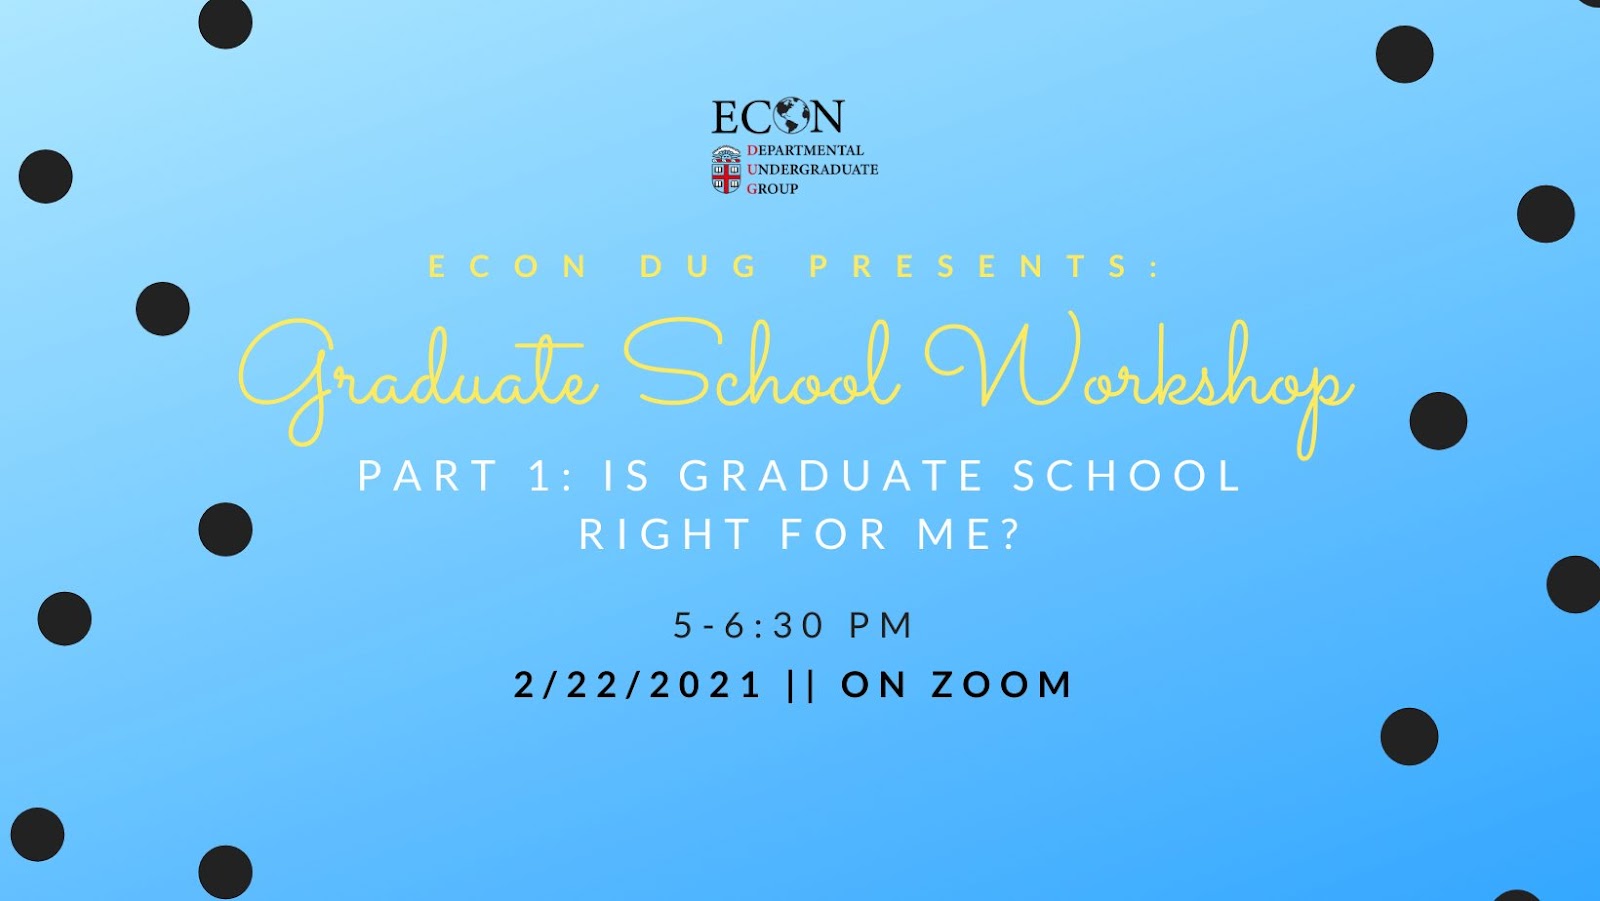 ECON
DEPARTMENTAL
UNDERGRADUATE
GROUP
ECON DUG PRESENTS:
Graduate School Workshop
PART 1: IS GRADUATE SCHOOL
RIGHT FOR ME?
5-6:30 PM
2/22/2021 || ON ZOOM